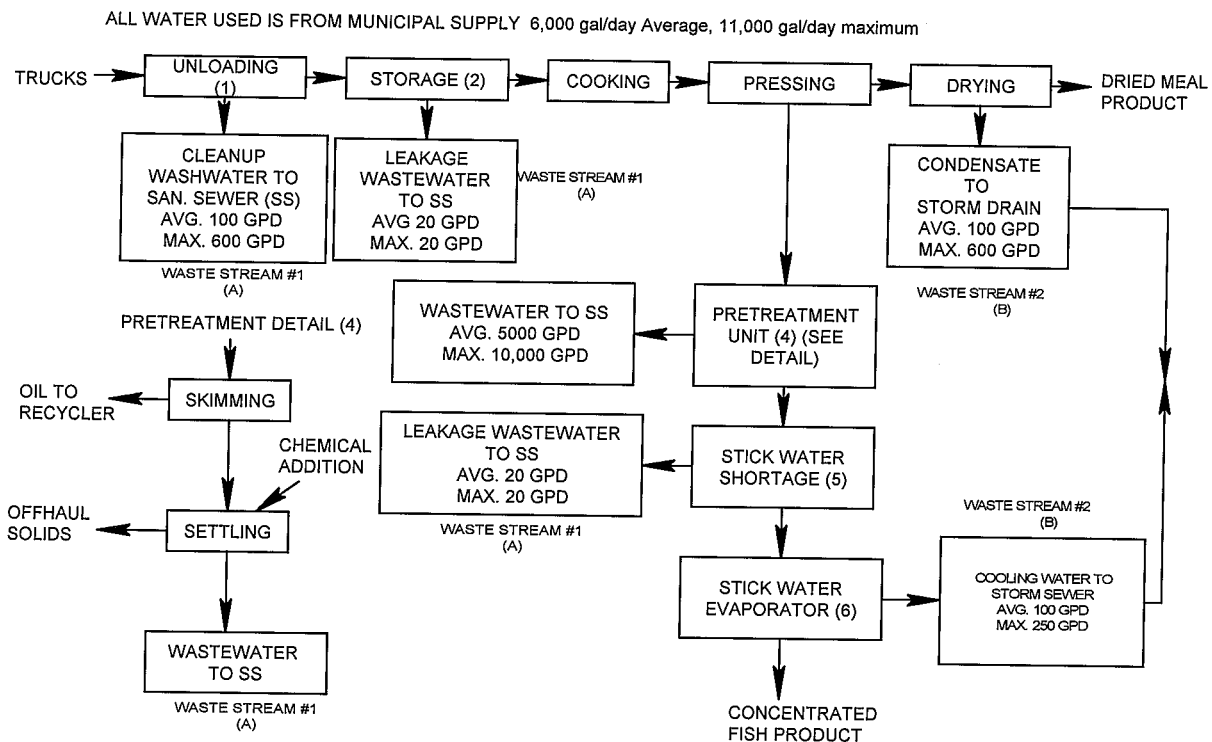 ALL WATER USED IS FROM MUNICIPAL SUPPLY 6,000 gal/day Average, 11,000 gal/day maximum
TRUCKS
UNLOADING
(1)
STORAGE (2)
COOKING
PRESSING
DRYING
DRIED MEAL
PRODUCT
CLEANUP
WASHWATER TO
SAN. SEWER (SS)
AVG. 100 GPD
MAX. 600 GPD
WASTE STREAM #1
(A)
LEAKAGE
WASTEWATER
TO SS
AVG 20 GPD
MAX. 20 GPD
WASTE STREAM #1
(A)
CONDENSATE
TO
STORM DRAIN
AVG. 100 GPD
MAX. 600 GPD
WASTE STREAM #2
(B)
WASTEWATER TO SS
AVG. 5000 GPD
MAX. 10,000 GPD
PRETREATMENT
UNIT (4) (SEE
DETAIL)
PRETREATMENT DETAIL (4)
OIL TO
RECYCLER
SKIMMING
CHEMICAL
ADDITION
OFFHAUL
SOLIDS
SETTLING
WASTEWATER
TO SS
WASTE STREAM #1
(A)
LEAKAGE WASTEWATER
TO SS
AVG. 20 GPD
MAX. 20 GPD
WASTE STREAM #1
(A)
STICK WATER
SHORTAGE (5)
STICK WATER
EVAPORATOR (6)
WASTE STREAM #2
(B)
COOLING WATER TO
STORM SEWER
AVG. 100 GPD
MAX. 250 GPD
CONCENTRATED
FISH PRODUCT